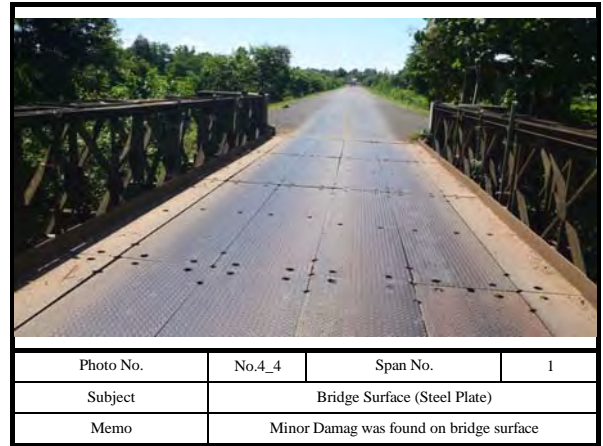 Photo No. No.4_4 Span No. 1
Subject Bridge Surface (Steel Plate)
Memo Minor Damag was found on bridge surface